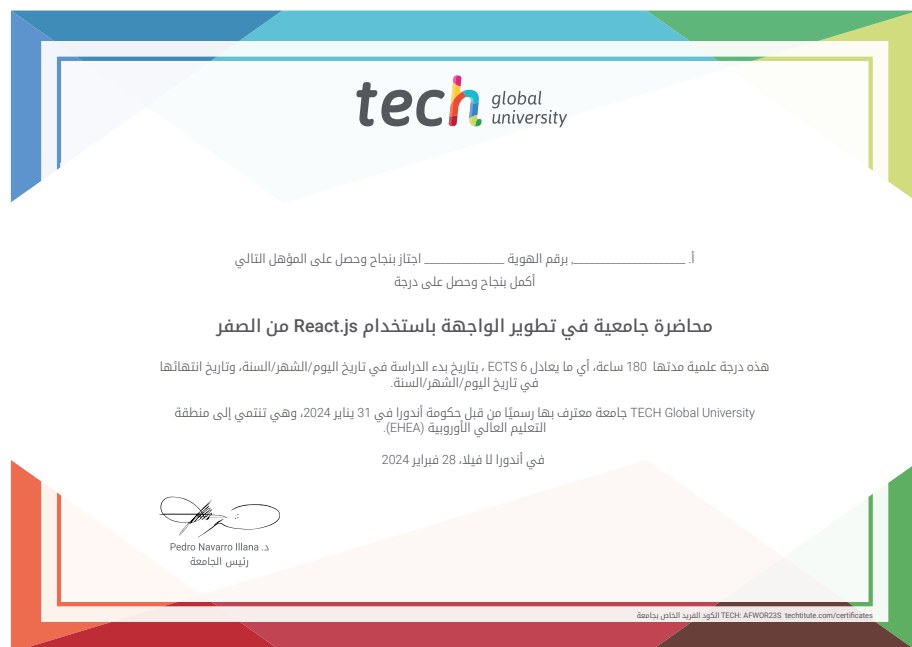 tech global
university
أ. ____________________, برقم الهوية ______________ اجتاز بنجاح وحصل على المؤهل التالي
أكمل بنجاح وحصل على درجة
محاضرة جامعية في تطوير الواجهة باستخدام React.js من الصفر
هذه درجة علمية مدتها 180 ساعة، أي ما يعادل 6 ECTS ، بتاريخ بدء الدراسة في تاريخ اليوم/الشهر/السنة، وتاريخ انتهائها
في تاريخ اليوم/الشهر/السنة.
TECH Global University جامعة معترف بها رسميًا من قبل حكومة أندورا في 31 يناير 2024، وهي تنتمي إلى منطقة
التعليم العالي الأوروبية (EHEA).
في أندورا لا فيلا، 28 فبراير 2024
د. Pedro Navarro Illana
رئيس الجامعة
الكود الفريد الخاص بجامعة TECH: AFWOR23S techtitute.com/certificates